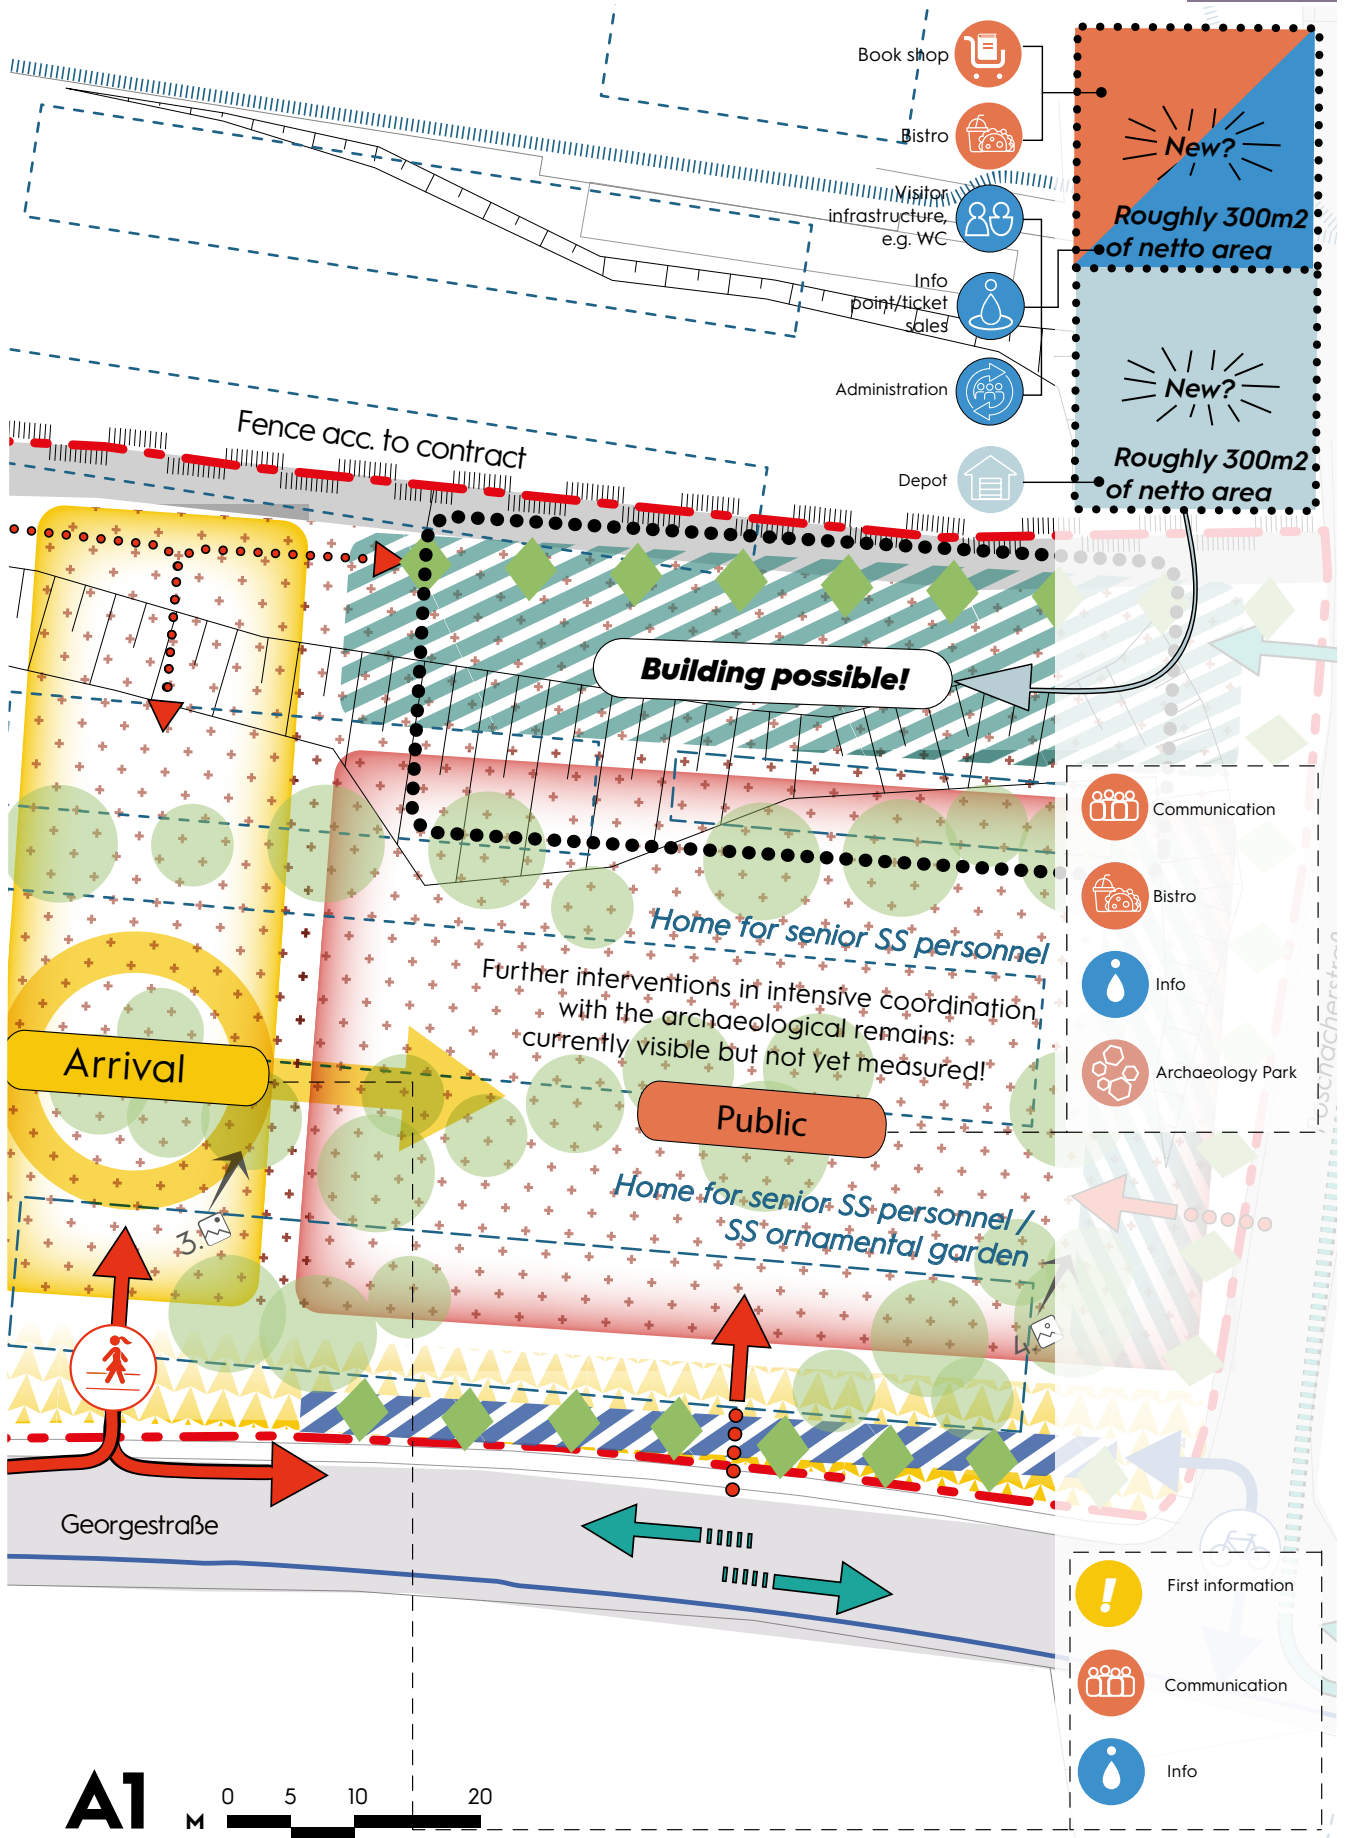 Book shop
Bistro
Visitor
infrastructure,
e.g. WC
Info
point/ticket
sales
Administration
Depot
New?
Roughly 300m2
of netto area
New?
Roughly 300m2
of netto area
Fence acc. to contract
Building possible!
Communication
Bistro
Info
Archaeology Park
Home for senior SS personnel
Further interventions in intensive coordination
with the archaeological remains:
currently visible but not yet measured!
Arrival
Public
Home for senior SS personnel /
SS ornamental garden
3.
4.
Georgestraße
First information
Communication
Info
A1
M
0 5 10 20